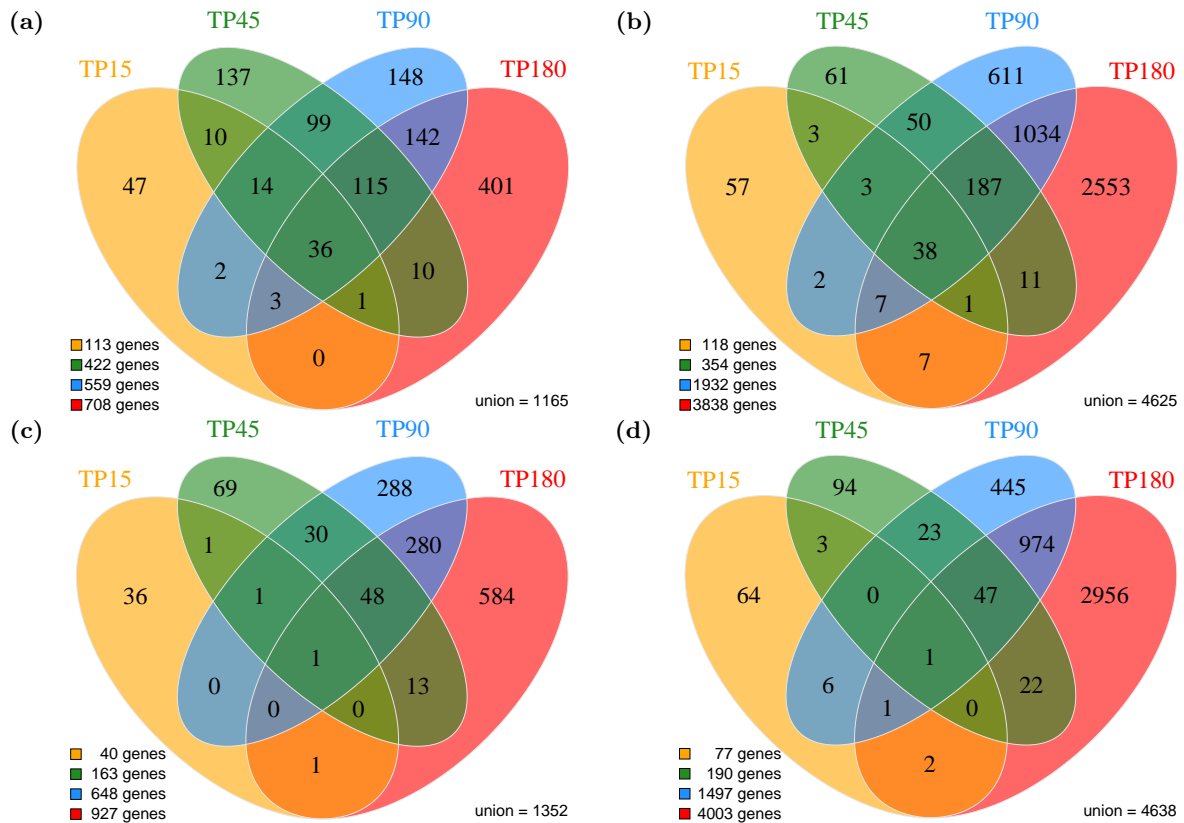 (a)
TP45
TP90
TP15
TP180
137
148
99
10
142
47
14
115
401
36
2
10
3
1
0
113 genes
422 genes
559 genes
708 genes
union = 1165
(b)
TP45
TP90
TP15
TP180
61
611
50
3
1034
57
3
187
2553
38
2
11
7
1
7
118 genes
354 genes
1932 genes
3838 genes
union = 4625
(c)
TP45
TP90
TP15
TP180
69
288
30
1
280
36
1
48
584
1
0
13
0
0
1
40 genes
163 genes
648 genes
927 genes
union = 1352
(d)
TP45
TP90
TP15
TP180
94
445
23
3
974
64
0
47
2956
1
6
22
1
0
2
77 genes
190 genes
1497 genes
4003 genes
union = 4638